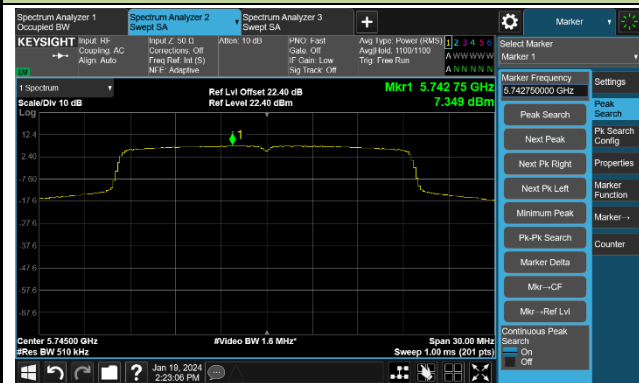 Spectrum Analyzer 1
Occupied BW
Spectrum Analyzer 2
Swept SA
Spectrum Analyzer 3
Swept SA
+
Marker
KEYSIGHT
Input: RF
Coupling: AC
Align: Auto
Input Z: 50 Ω
Corrections: Off
Freq Ref: Int (S)
NFE: Adaptive
Atten: 10 dB
PNO: Fast
Gate: Off
IF Gain: Low
Sig Track: Off
Avg Type: Power (RMS)
Avg|Hold: 1100/1100
Trig: Free Run
1 2 3 4 5 6
A W W W W W
A N N N N N
LV
Select Marker
Marker 1
1 Spectrum
Scale/Div 10 dB
Log
Ref Lvl Offset 22.40 dB
Ref Level 22.40 dBm
Mkr1 5.742 75 GHz
7.349 dBm
1
12.4
2.40
-7.60
-17.6
-27.6
-37.6
-47.6
-57.6
-67.6
Center 5.74500 GHz
#Res BW 510 kHz
#Video BW 1.6 MHz*
Span 30.00 MHz
Sweep 1.00 ms (201 pts)
Marker Frequency
5.742750000 GHz
Peak Search
Next Peak
Next Pk Right
Next Pk Left
Minimum Peak
Pk-Pk Search
Marker Delta
Mkr→CF
Mkr→Ref Lvl
Continuous Peak
Search
On
Off
Settings
Peak
Search
Pk Search
Config
Properties
Marker
Function
Marker→
Counter
?
Jan 19, 2024
2:23:06 PM